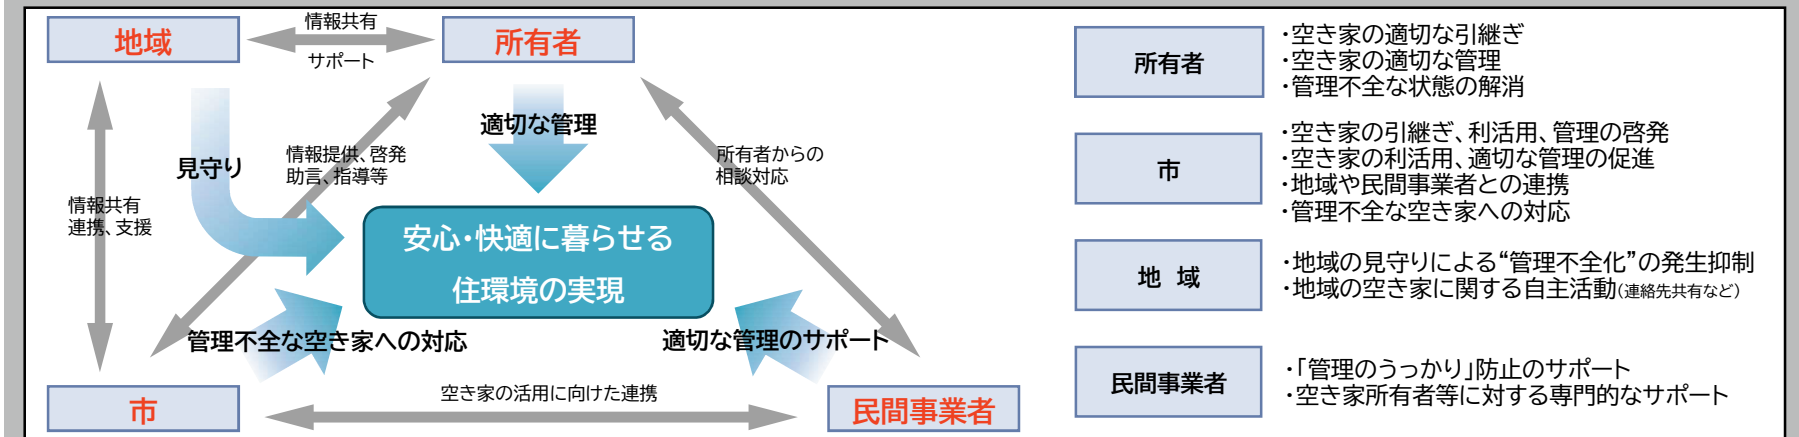 地域
情報共有
サポート
所有者
適切な管理
見守り
情報提供、啓発
助言、指導等
所有者からの
相談対応
情報共有
連携、支援
安心・快適に暮らせる
住環境の実現
管理不全な空き家への対応
適切な管理のサポート
市
空き家の活用に向けた連携
民間事業者
所有者
・空き家の適切な引継ぎ
・空き家の適切な管理
・管理不全な状態の解消
市
・空き家の引継ぎ、利活用、管理の啓発
・空き家の利活用、適切な管理の促進
・地域や民間事業者との連携
・管理不全な空き家への対応
地 域
・地域の見守りによる“管理不全化”の発生抑制
・地域の空き家に関する自主活動(連絡先共有など)
民間事業者
・「管理のうっかり」防止のサポート
・空き家所有者等に対する専門的なサポート